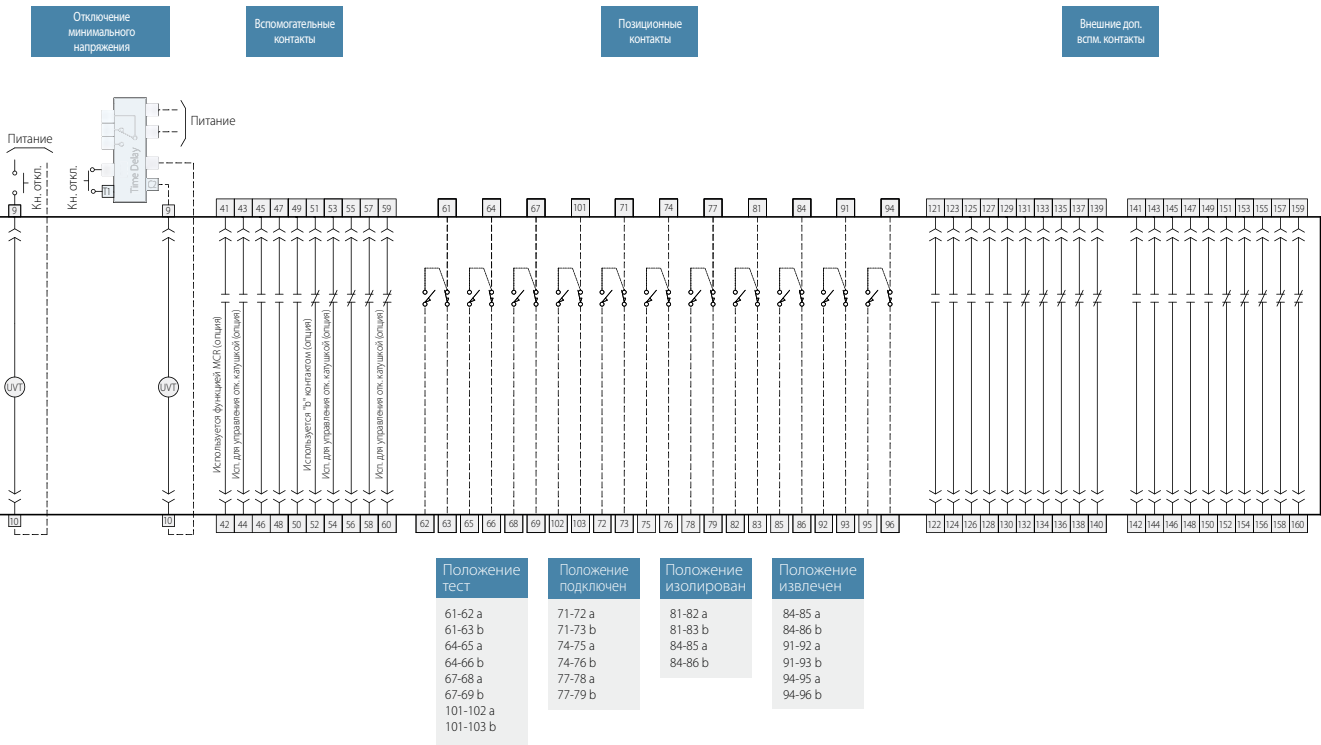 Отключение
минимального
напряжения
Вспомогательные
контакты
Позиционные
контакты
Внешние доп.
вспм. контакты
Питание
Кн. откл.
Кн. откл.
T1
Time Delay
Ω
Питание
9
9
41 43 45 47 49 51 53 55 57 59
61 64 67 101 71 74 77 81 84 91 94
121 123 125 127 129 131 133 135 137 139
141 143 145 147 149 151 153 155 157 159
UVT
UVT
Используется функцией MCR (опция)
Исп. для управления отк. катушкой (опция)
Используется "b" контактом (опция)
Исп. для управления отк. катушкой (опция)
Исп. для управления отк. катушкой (опция)
10
10
42 44 46 48 50 52 54 56 58 60
62 63 65 66 68 69 102 103 72 73 75 76 78 79 82 83 85 86 92 93 95 96
122 124 126 128 130 132 134 136 138 140
142 144 146 148 150 152 154 156 158 160
Положение
тест
61-62 a
61-63 b
64-65 a
64-66 b
67-68 a
67-69 b
101-102 a
101-103 b
Положение
подключен
71-72 a
71-73 b
74-75 a
74-76 b
77-78 a
77-79 b
Положение
изолирован
81-82 a
81-83 b
84-85 a
84-86 b
Положение
извлечен
84-85 a
84-86 b
91-92 a
91-93 b
94-95 a
94-96 b